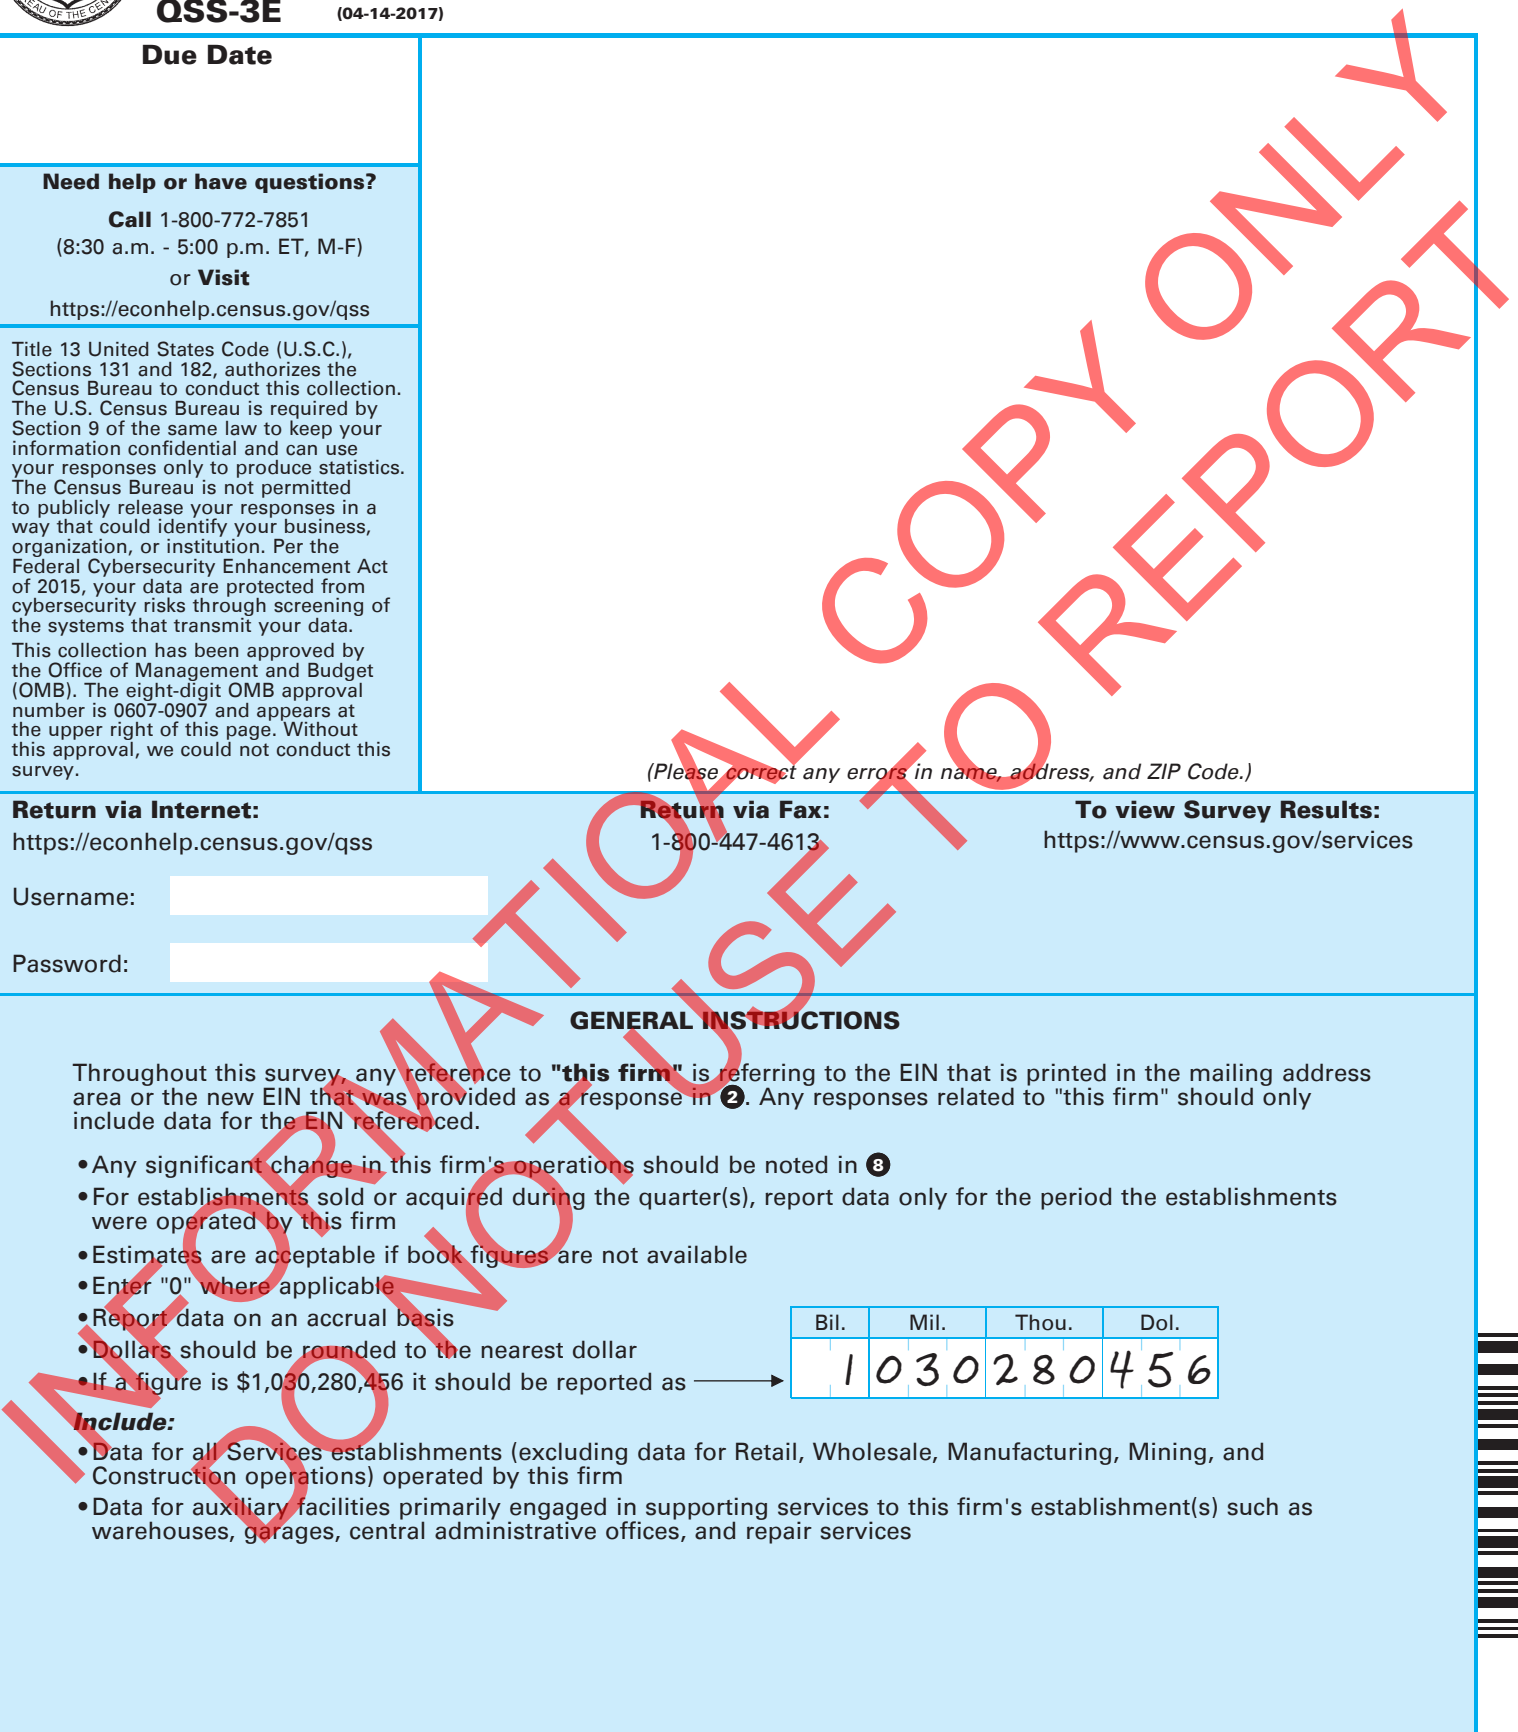 QSS-3E (04-14-2017)
Due Date
Need help or have questions?
Call 1-800-772-7851
(8:30 a.m. - 5:00 p.m. ET, M-F)
or Visit
https://econhelp.census.gov/qss
Title 13 United States Code (U.S.C.),
Sections 131 and 182, authorizes the
Census Bureau to conduct this collection.
The U.S. Census Bureau is required by
Section 9 of the same law to keep your
information confidential and can use
your responses only to produce statistics.
The Census Bureau is not permitted
to publicly release your responses in a
way that could identify your business,
organization, or institution. Per the
Federal Cybersecurity Enhancement Act
of 2015, your data are protected from
cybersecurity risks through screening of
the systems that transmit your data.
This collection has been approved by
the Office of Management and Budget
(OMB). The eight-digit OMB approval
number is 0607-0907 and appears at
the upper right of this page. Without
this approval, we could not conduct this
survey.
(Please correct any errors in name, address, and ZIP Code.)
Return via Internet:
https://econhelp.census.gov/qss
Return via Fax:
1-800-447-4613
To view Survey Results:
https://www.census.gov/services
Username:
Password:
GENERAL INSTRUCTIONS
Throughout this survey, any reference to "this firm" is referring to the EIN that is printed in the mailing address
area or the new EIN that was provided as a response in 2. Any responses related to "this firm" should only
include data for the EIN referenced.
•Any significant change in this firm's operations should be noted in 8
•For establishments sold or acquired during the quarter(s), report data only for the period the establishments
were operated by this firm
•Estimates are acceptable if book figures are not available
•Enter "0" where applicable
•Report data on an accrual basis
•Dollars should be rounded to the nearest dollar
•If a figure is $1,030,280,456 it should be reported as
Bil. Mil. Thou. Dol.
1 030 280 456
Include:
•Data for all Services establishments (excluding data for Retail, Wholesale, Manufacturing, Mining, and
Construction operations) operated by this firm
•Data for auxiliary facilities primarily engaged in supporting services to this firm's establishment(s) such as
warehouses, garages, central administrative offices, and repair services
INFORMATIOAL COPY ONLY
DO NOT USE TO REPORT